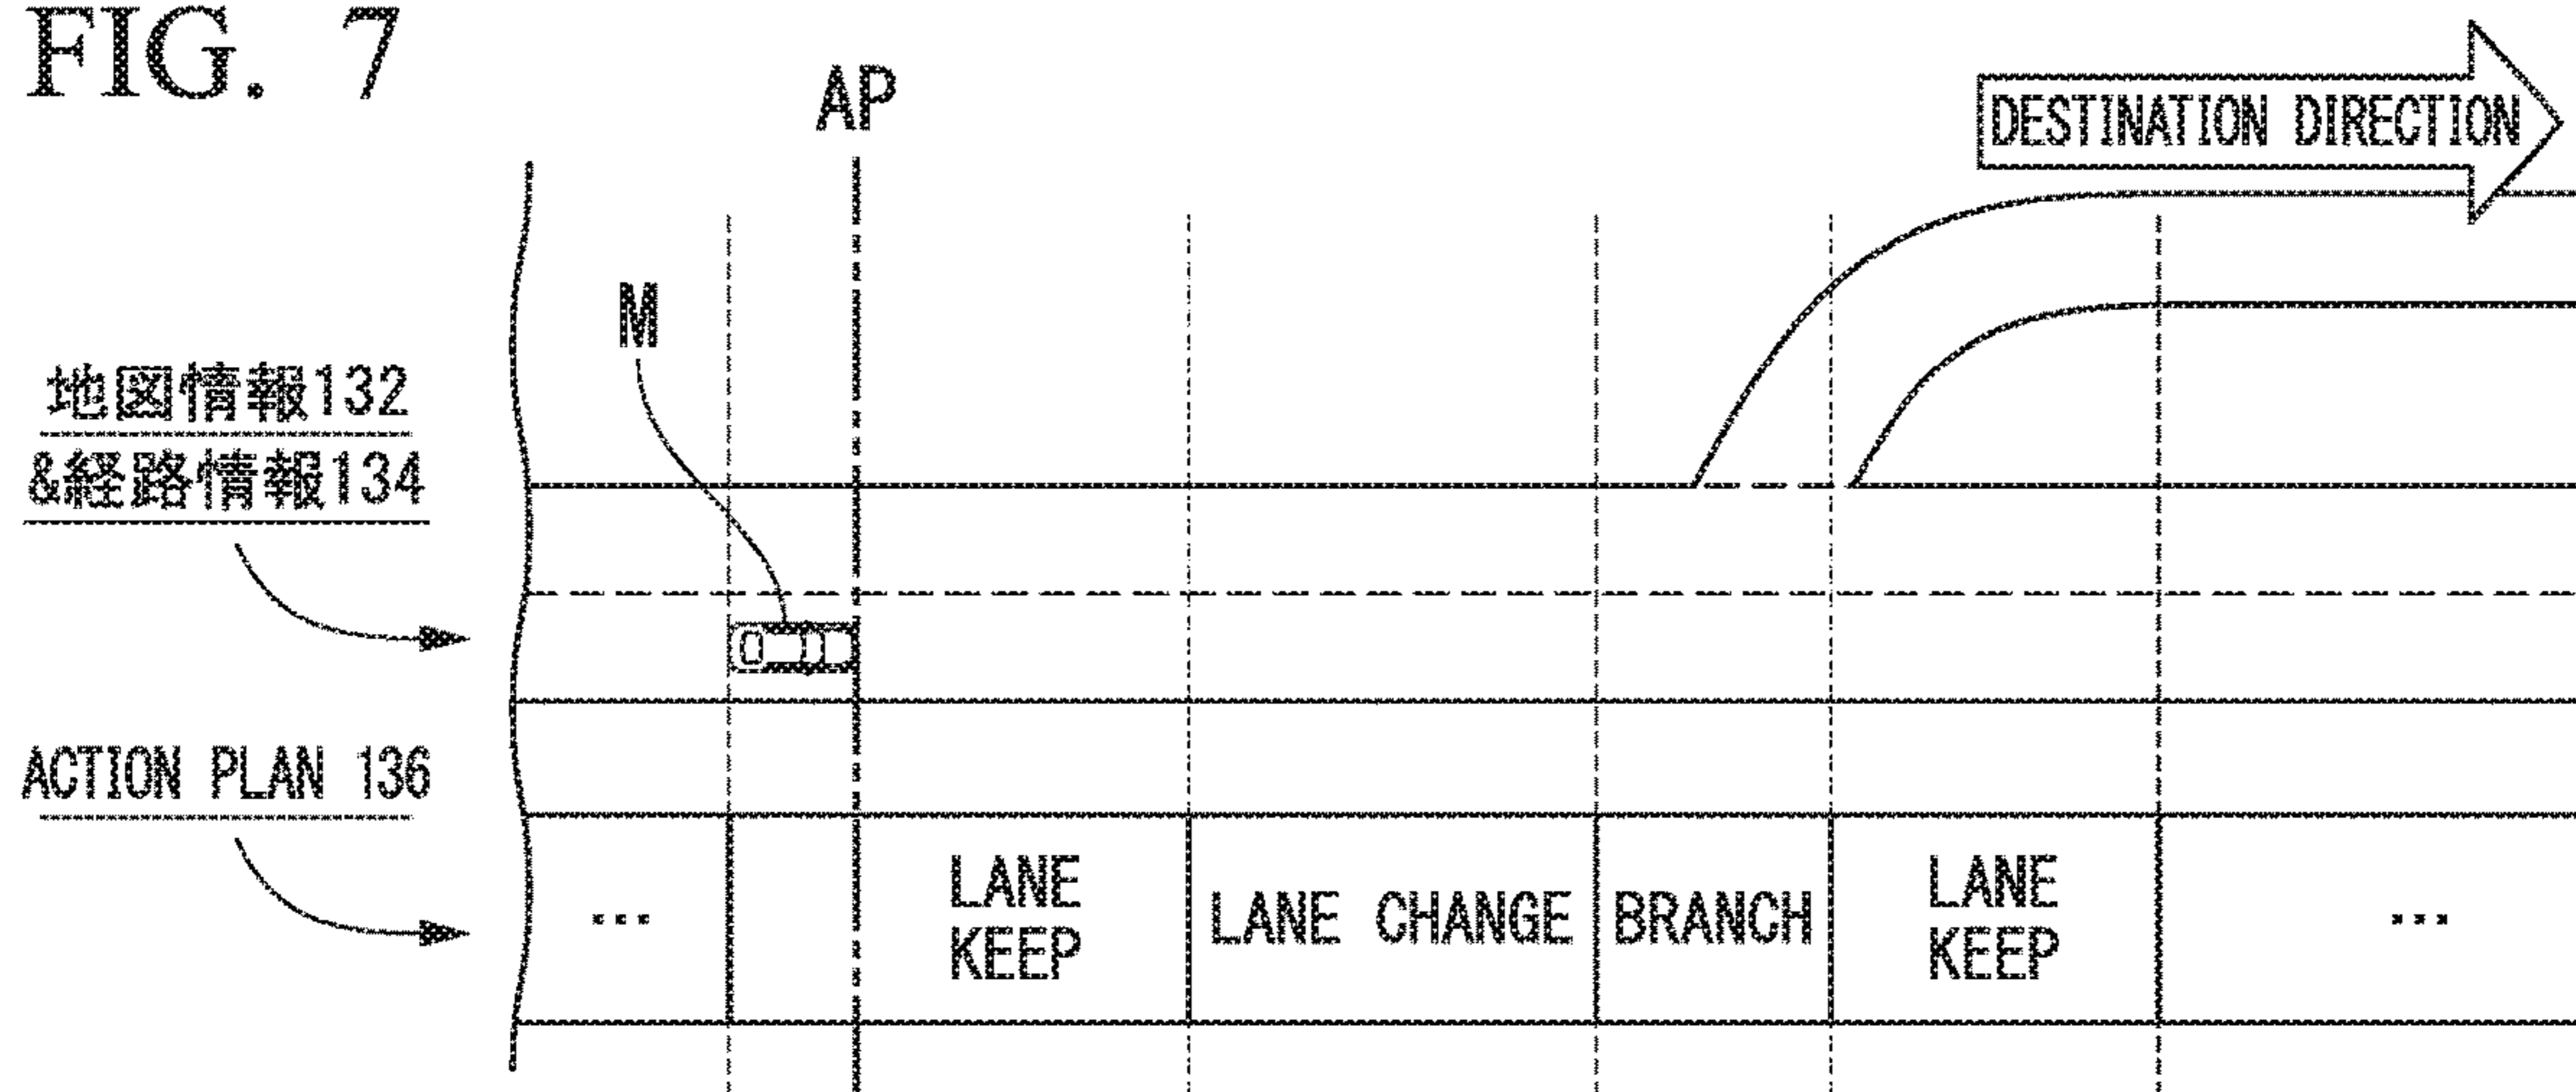 FIG. 7
AP
DESTINATION DIRECTION
M
地図情報132
&経路情報134
ACTION PLAN 136
...
LANE
KEEP
LANE CHANGE
BRANCH
LANE
KEEP
...